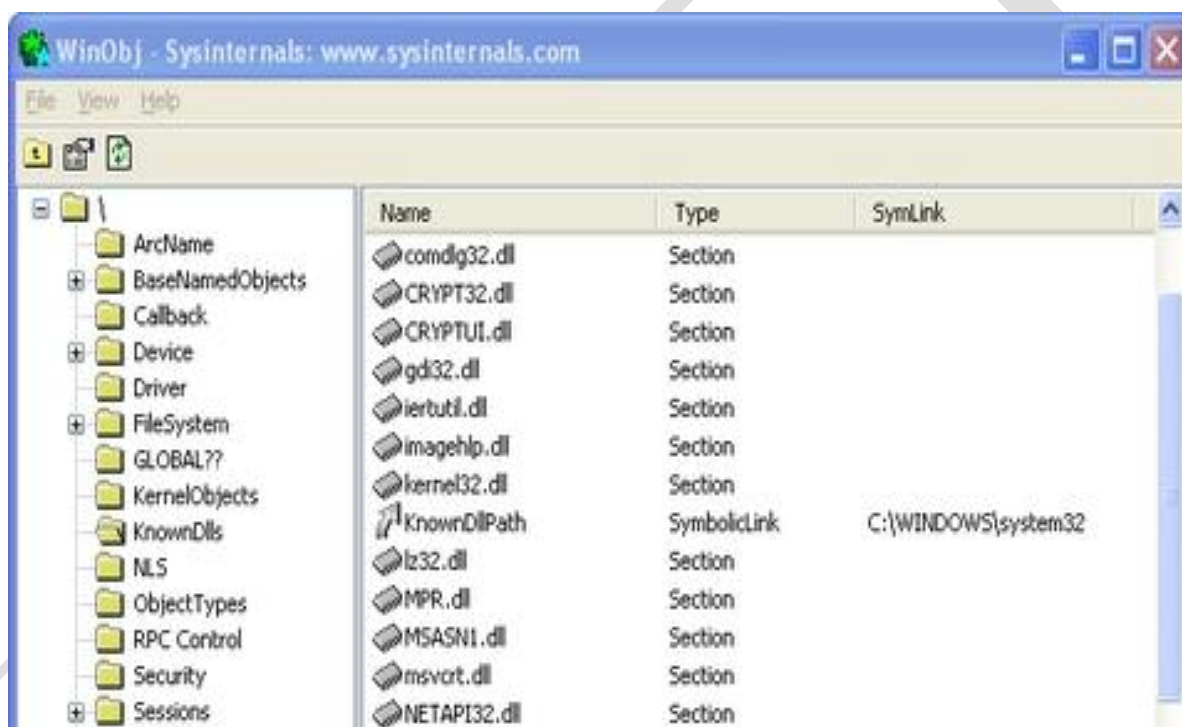 WinObj - Sysinternals: www.sysinternals.com
File View Help
\
ArcName
BaseNamedObjects
Callback
Device
Driver
FileSystem
GLOBAL??
KernelObjects
KnownDlls
NLS
ObjectTypes
RPC Control
Security
Sessions
Name Type SymLink
comdlg32.dll Section
CRYPT32.dll Section
CRYPTUI.dll Section
gdi32.dll Section
iertutil.dll Section
imagehlp.dll Section
kernel32.dll Section
KnownDllPath SymbolicLink C:\WINDOWS\system32
lz32.dll Section
MPR.dll Section
MSASN1.dll Section
msvcrt.dll Section
NETAPI32.dll Section